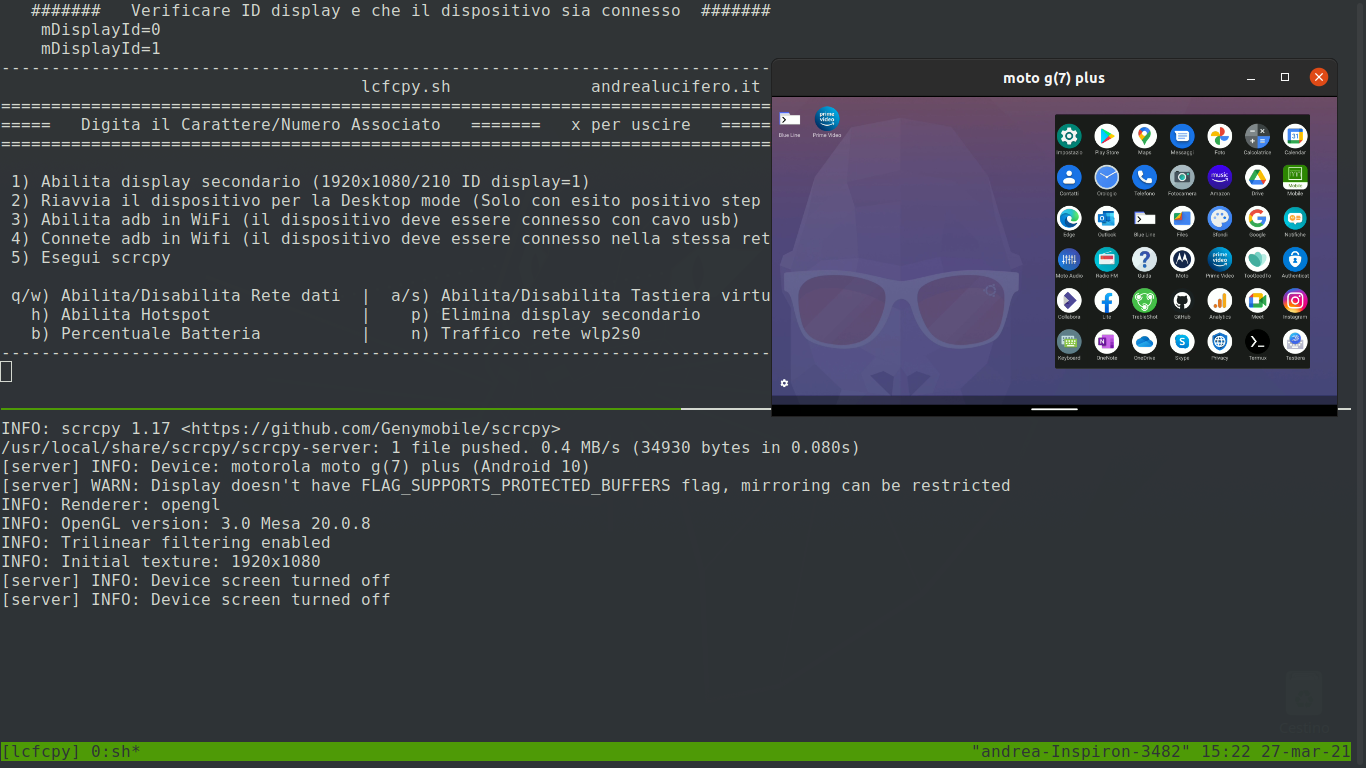 #######   Verificare ID display e che il dispositivo sia connesso  #######
mDisplayId=0
mDisplayId=1
--------------------------------------------------------------------------------
lcfcpy.sh              andrealucifero.it
================================================================================
=====   Digita il Carattere/Numero Associato   =======   x per uscire   =====
================================================================================
1) Abilita display secondario (1920x1080/210 ID display=1)
2) Riavvia il dispositivo per la Desktop mode (Solo con esito positivo step
3) Abilita adb in WiFi (il dispositivo deve essere connesso con cavo usb)
4) Connete adb in Wifi (il dispositivo deve essere connesso nella stessa ret
5) Esegui scrcpy
q/w) Abilita/Disabilita Rete dati  |  a/s) Abilita/Disabilita Tastiera virtu
h) Abilita Hotspot               |    p) Elimina display secondario
b) Percentuale Batteria          |    n) Traffico rete wlp2s0
--------------------------------------------------------------------------------
moto g(7) plus
prime video
Blue Line Prime Video
Impostazio Play Store Maps Messaggi Foto Calcolatrice Calendar
music
Contatti Orologio Telefono Fotocamera Amazon Drive Mobile
Edge Outlook Blue Line Files Sfondi Google Notifiche
prime video
Moto Audio Radio FM Guida Moto Prime Video TooGoodTo Authenticat
Collabora Lite TrebleShot GitHub Analytics Meet Instagram
Keyboard OneNote OneDrive Skype Privacy Termux Tastiera
INFO: scrcpy 1.17 <https://github.com/Genymobile/scrcpy>
/usr/local/share/scrcpy/scrcpy-server: 1 file pushed. 0.4 MB/s (34930 bytes in 0.080s)
[server] INFO: Device: motorola moto g(7) plus (Android 10)
[server] WARN: Display doesn't have FLAG_SUPPORTS_PROTECTED_BUFFERS flag, mirroring can be restricted
INFO: Renderer: opengl
INFO: OpenGL version: 3.0 Mesa 20.0.8
INFO: Trilinear filtering enabled
INFO: Initial texture: 1920x1080
[server] INFO: Device screen turned off
[server] INFO: Device screen turned off
[lcfcpy] 0:sh*                "andrea-Inspiron-3482" 15:22 27-mar-21